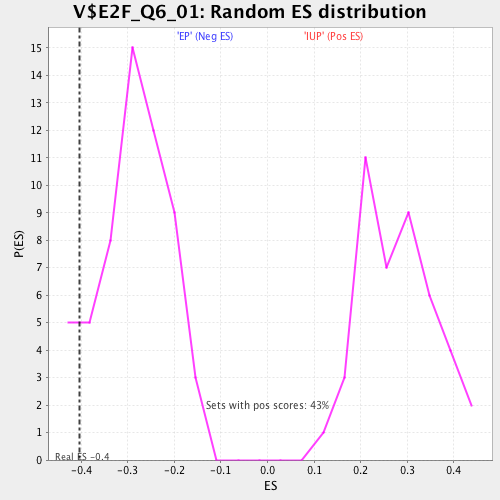 V$E2F_Q6_01: Random ES distribution
'EP' (Neg ES) 'IUP' (Pos ES)
15
14
13
12
11
10
9
8
7
6
5
4
3
2
1
0
P(ES)
Sets with pos scores: 43%
Real ES -0.4
-0.4 -0.3 -0.2 -0.1 0.0 0.1 0.2 0.3 0.4
ES